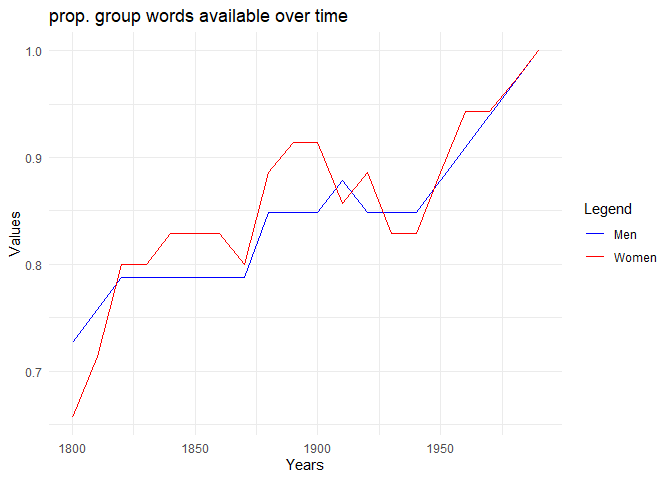 prop. group words available over time
1.0
0.9
0.8
0.7
Values
1800
1850
1900
1950
Years
Legend
Men
Women